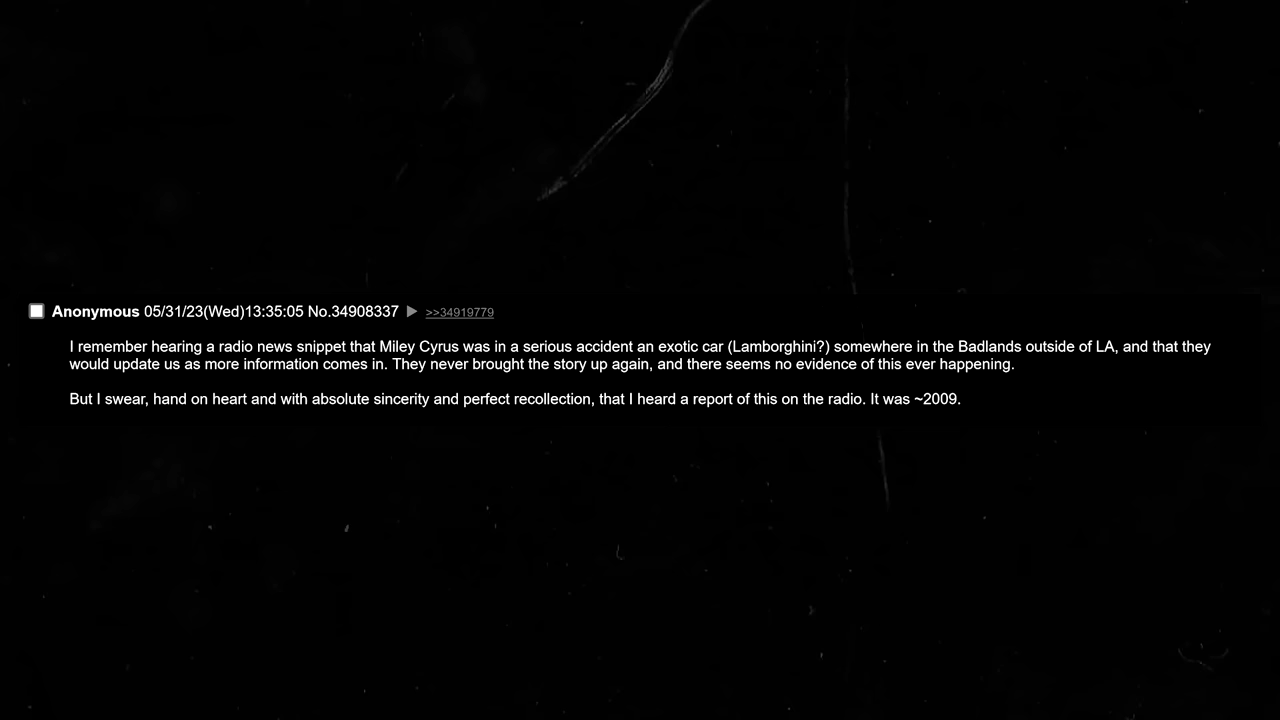 Anonymous 05/31/23(Wed)13:35:05 No.34908337 ▶ >>34919779
I remember hearing a radio news snippet that Miley Cyrus was in a serious accident an exotic car (Lamborghini?) somewhere in the Badlands outside of LA, and that they
would update us as more information comes in. They never brought the story up again, and there seems no evidence of this ever happening.
But I swear, hand on heart and with absolute sincerity and perfect recollection, that I heard a report of this on the radio. It was ~2009.